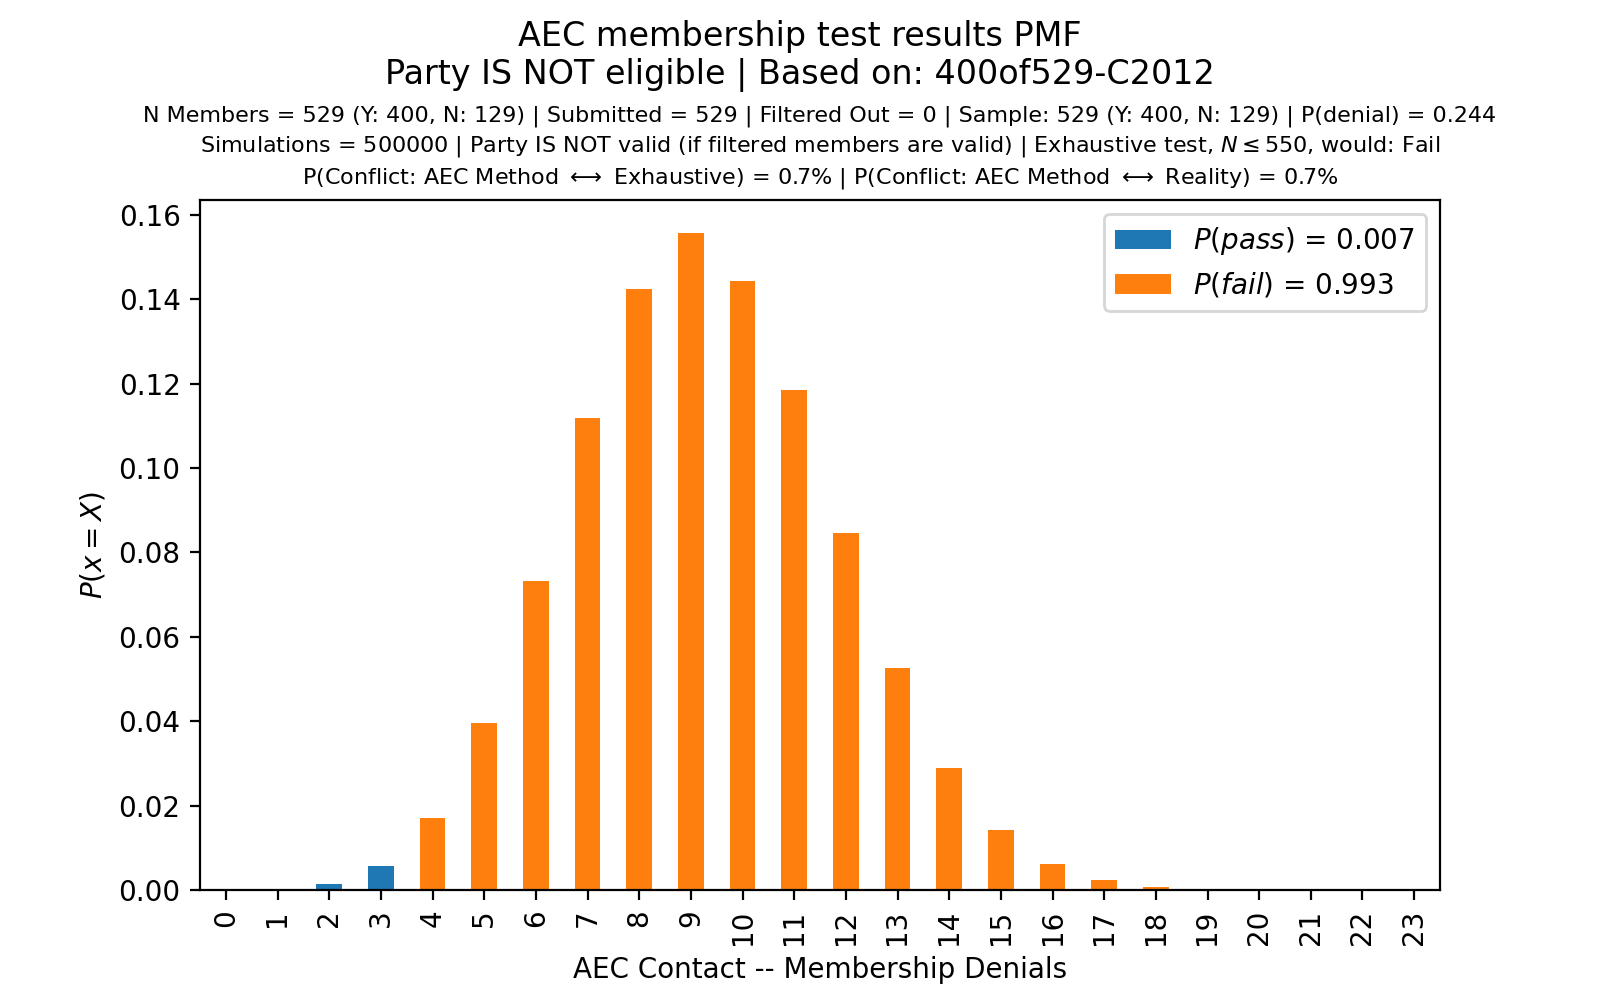 AEC membership test results PMF
Party IS NOT eligible | Based on: 400of529-C2012
N Members = 529 (Y: 400, N: 129) | Submitted = 529 | Filtered Out = 0 | Sample: 529 (Y: 400, N: 129) | P(denial) = 0.244
Simulations = 500000 | Party IS NOT valid (if filtered members are valid) | Exhaustive test, N ≤ 550, would: Fail
P(Conflict: AEC Method ⟷ Exhaustive) = 0.7% | P(Conflict: AEC Method ⟷ Reality) = 0.7%
P(pass) = 0.007
P(fail) = 0.993
0.16
0.14
0.12
0.10
0.08
0.06
0.04
0.02
0.00
P(x = X)
0 1 2 3 4 5 6 7 8 9 10 11 12 13 14 15 16 17 18 19 20 21 22 23
AEC Contact -- Membership Denials